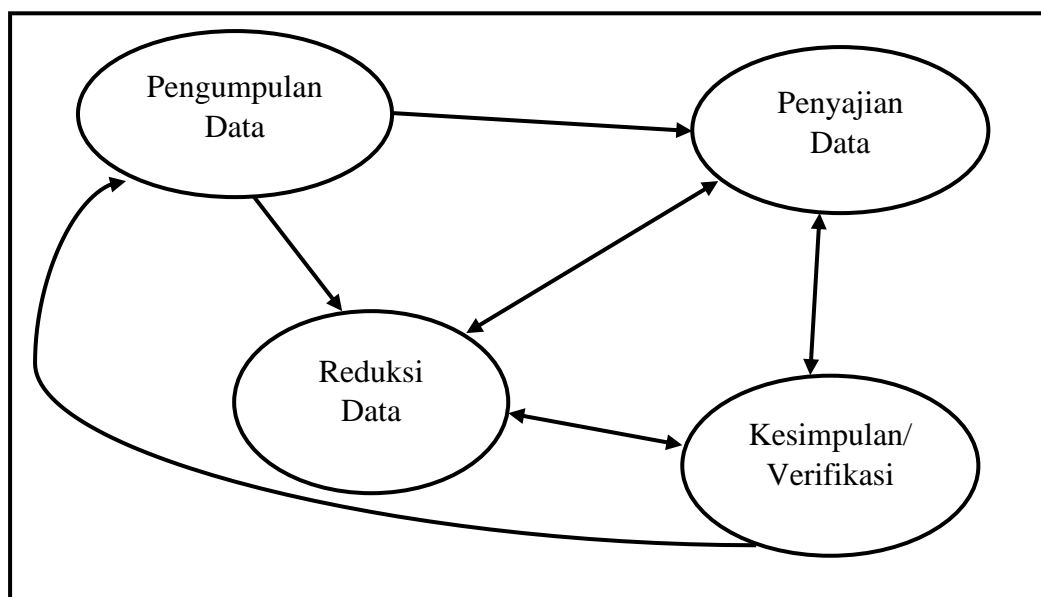 Pengumpulan
Data
Penyajian
Data
Reduksi
Data
Kesimpulan/
Verifikasi